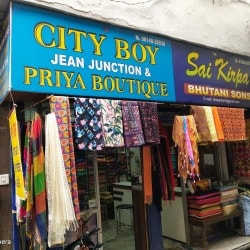 CITY BOY
JEAN JUNCTION &
PRIYA BOUTIQUE
Sai Kirpa
BHUTANI SONS